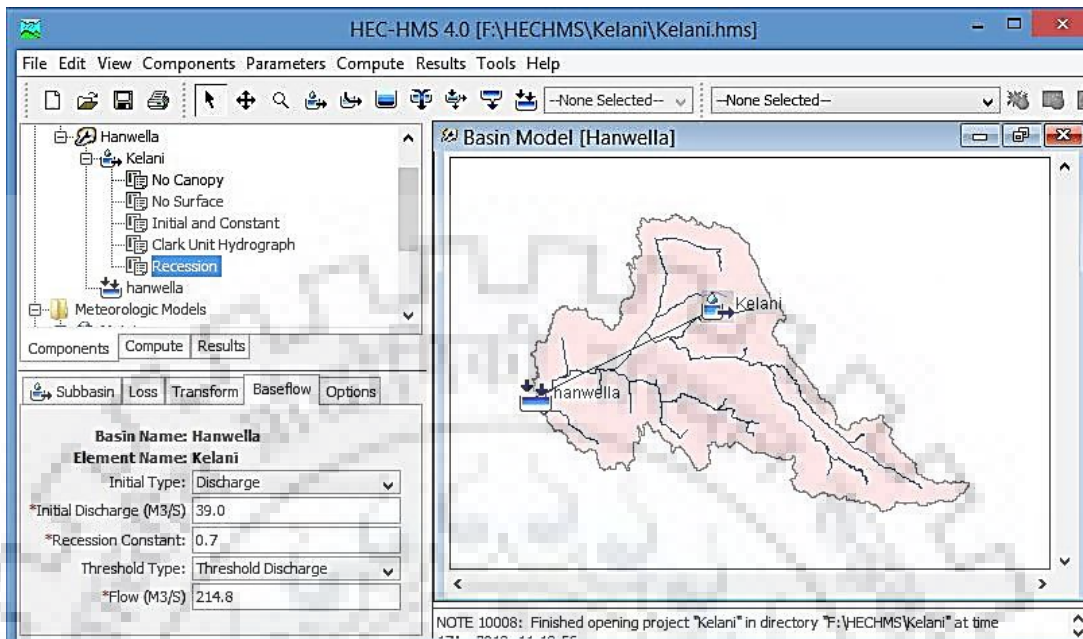 HEC-HMS 4.0 [F:\HECHMS\Kelani\Kelani.hms]
File Edit View Components Parameters Compute Results Tools Help
--None Selected-- --None Selected--
Hanwella
Kelani
No Canopy
No Surface
Initial and Constant
Clark Unit Hydrograph
Recession
hanwella
Meteorologic Models
Components Compute Results
Subbasin Loss Transform Baseflow Options
Basin Name: Hanwella
Element Name: Kelani
Initial Type: Discharge
*Initial Discharge (M3/S) 39.0
*Recession Constant: 0.7
Threshold Type: Threshold Discharge
*Flow (M3/S) 214.8
Basin Model [Hanwella]
Kelani
hanwella
NOTE 10008: Finished opening project "Kelani" in directory "F:\HECHMS\Kelani" at time